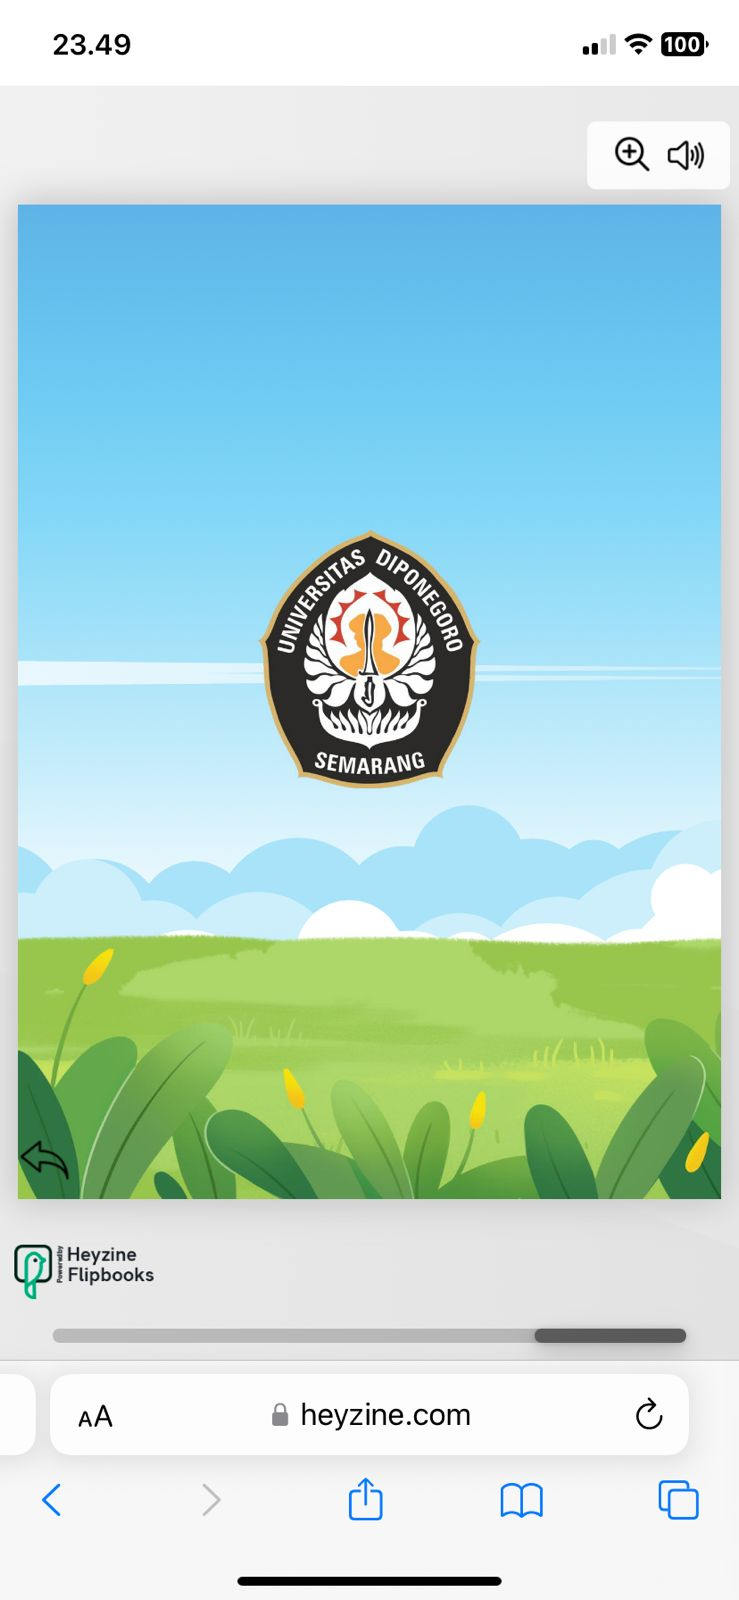 23.49
100
UNIVERSITAS DIPONEGORO
SEMARANG
Powered by
Heyzine
Flipbooks
AA
heyzine.com